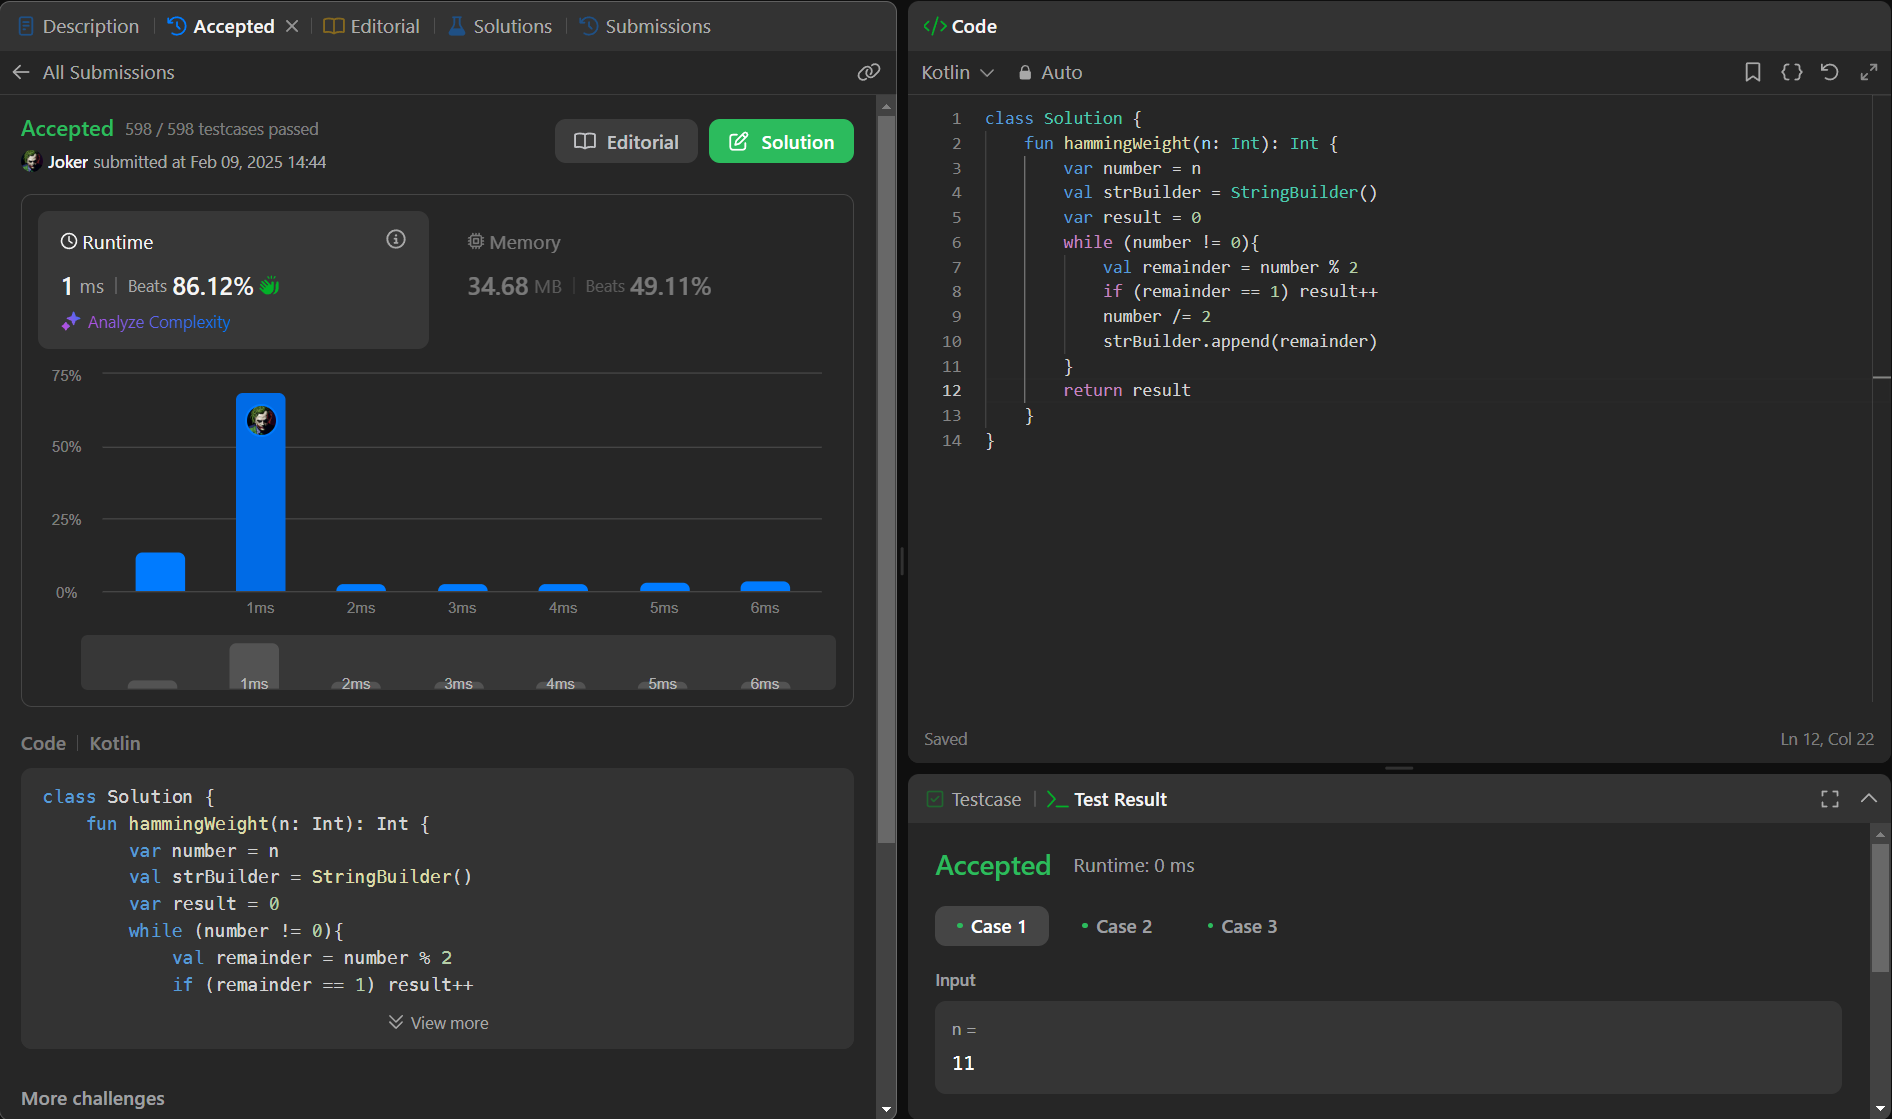 Description
Accepted
Editorial
Solutions
Submissions
All Submissions
Accepted 598 / 598 testcases passed
Joker submitted at Feb 09, 2025 14:44
Editorial
Solution
Runtime
1 ms | Beats 86.12%
Analyze Complexity
Memory
34.68 MB | Beats 49.11%
75%
50%
25%
0%
1ms 2ms 3ms 4ms 5ms 6ms
1ms 2ms 3ms 4ms 5ms 6ms
Code | Kotlin
class Solution {
    fun hammingWeight(n: Int): Int {
        var number = n
        val strBuilder = StringBuilder()
        var result = 0
        while (number != 0){
            val remainder = number % 2
            if (remainder == 1) result++
View more
More challenges
</> Code
Kotlin
Auto
1 class Solution {
2     fun hammingWeight(n: Int): Int {
3         var number = n
4         val strBuilder = StringBuilder()
5         var result = 0
6         while (number != 0){
7             val remainder = number % 2
8             if (remainder == 1) result++
9             number /= 2
10             strBuilder.append(remainder)
11         }
12         return result
13     }
14 }
Saved
Ln 12, Col 22
Testcase
Test Result
Accepted Runtime: 0 ms
Case 1
Case 2
Case 3
Input
n =
11